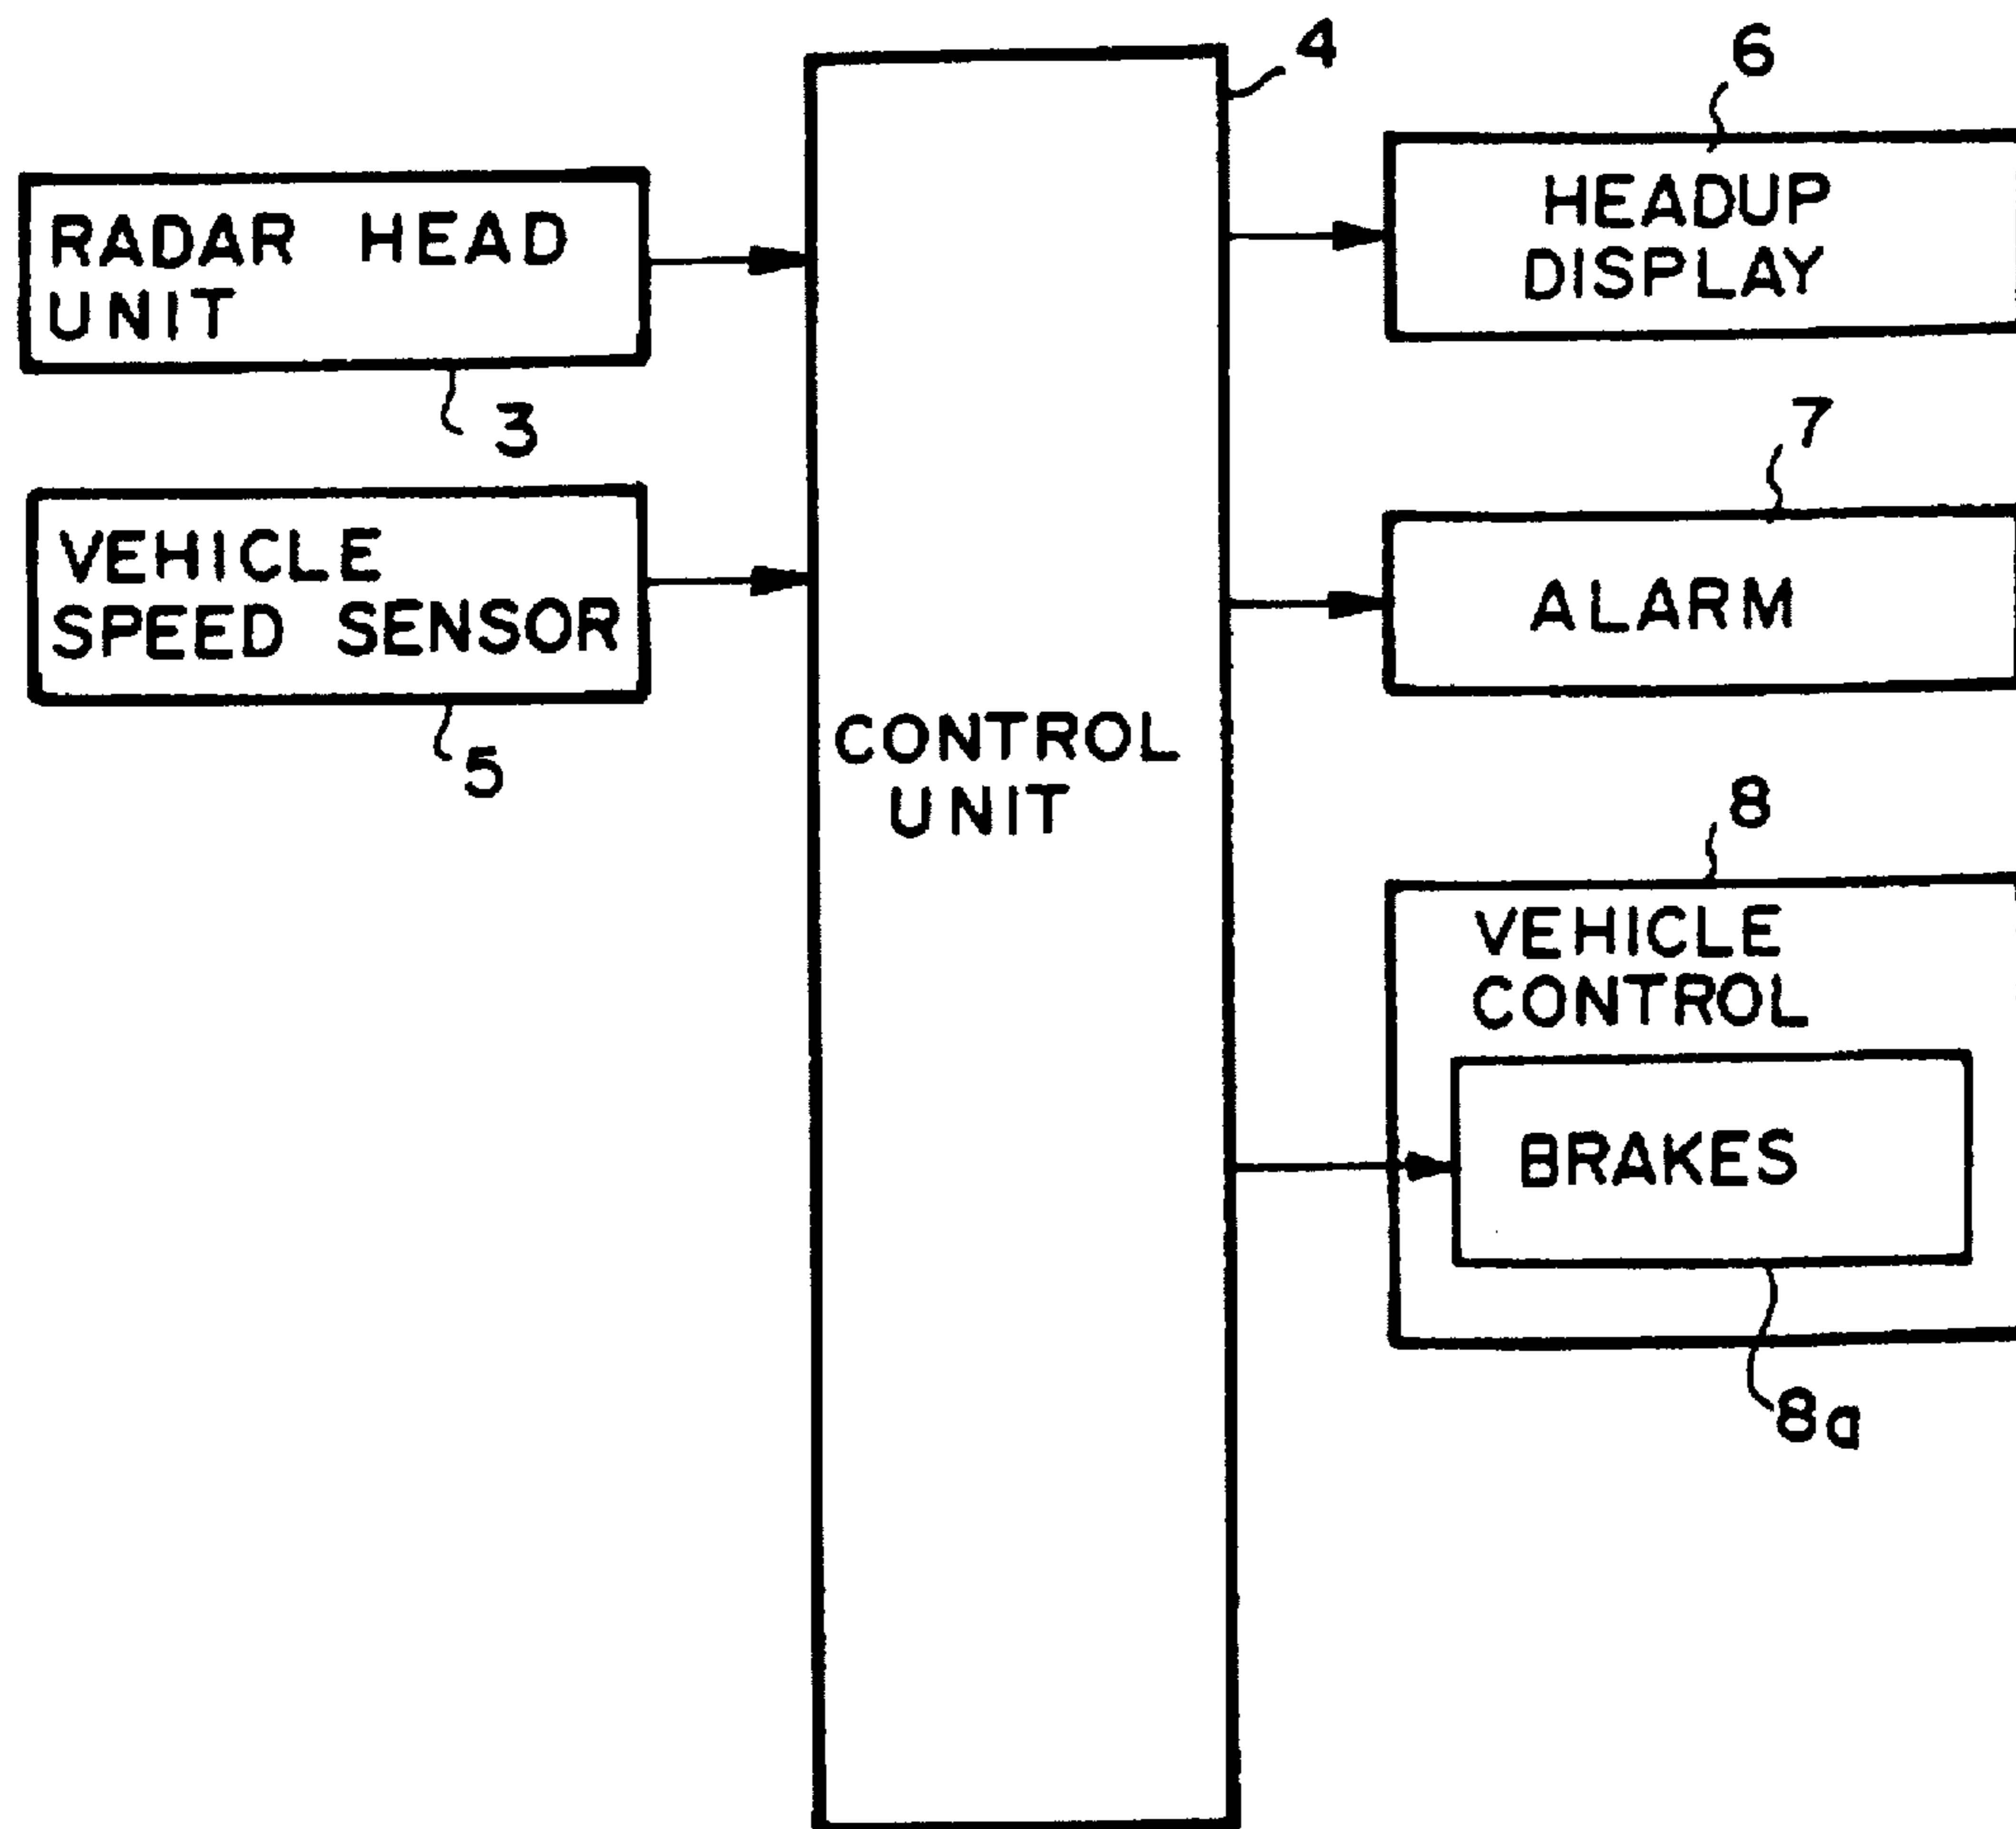 4
6
RADAR HEAD
UNIT
3
HEADUP
DISPLAY
7
VEHICLE
SPEED SENSOR
5
ALARM
CONTROL
UNIT
8
VEHICLE
CONTROL
BRAKES
8a